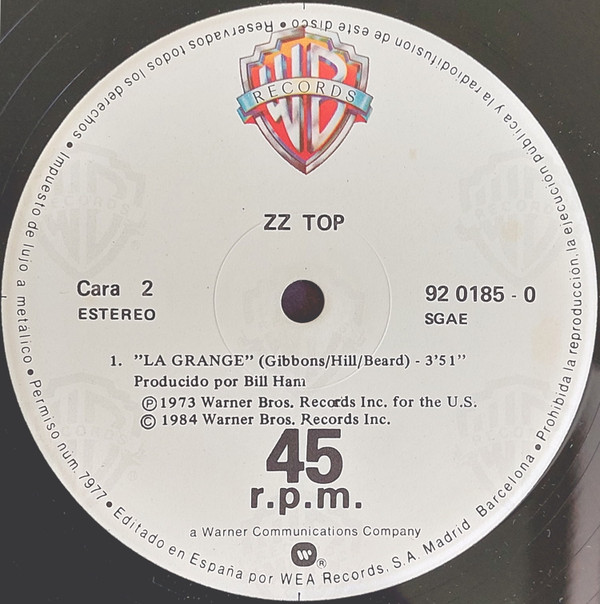 WB
RECORDS
ZZ TOP
Cara 2
ESTEREO
92 0185 - 0
SGAE
1. "LA GRANGE" (Gibbons/Hill/Beard) - 3'51"
Producido por Bill Ham
Ⓟ 1973 Warner Bros. Records Inc. for the U.S.
© 1984 Warner Bros. Records Inc.
45
r.p.m.
a Warner Communications Company
W ®
Impuesto de lujo a metálico • Permiso núm. 7977 • Editado en España por WEA Records, S.A. Madrid Barcelona • Prohibida la reproducción, la ejecución pública y la radiodifusion de este disco • Reservados todos los derechos •